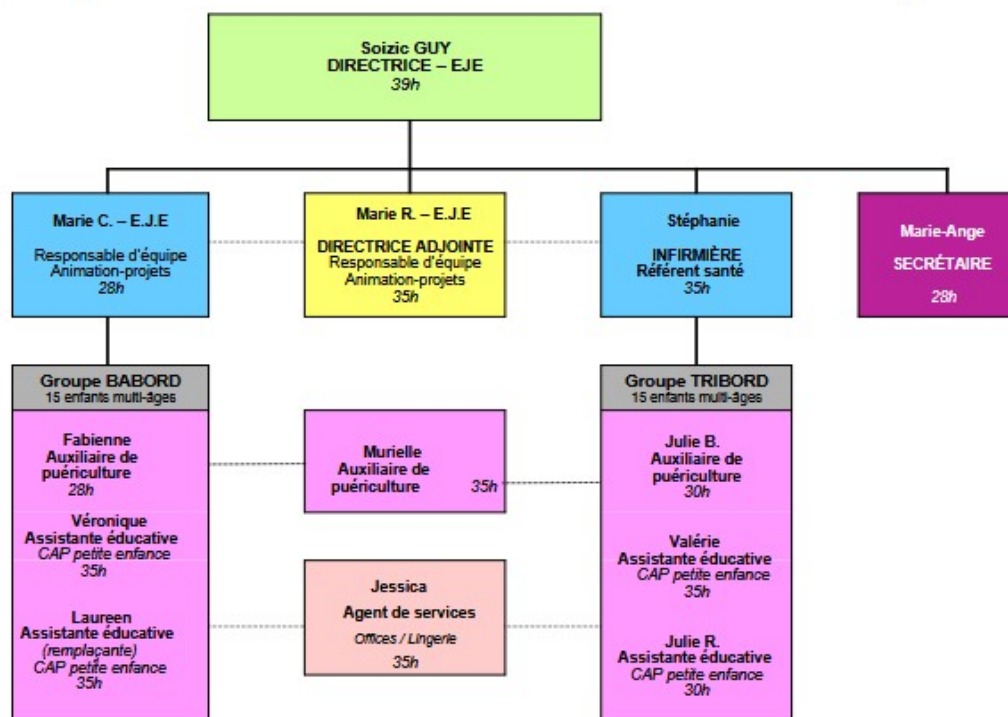 Soizic GUY
DIRECTRICE – EJE
39h
Marie C. – E.J.E
Responsable d'équipe
Animation-projets
28h
Marie R. – E.J.E
DIRECTRICE ADJOINTE
Responsable d'équipe
Animation-projets
35h
Stéphanie
INFIRMIÈRE
Référent santé
35h
Marie-Ange
SECRÉTAIRE
28h
Groupe BABORD
15 enfants multi-âges
Fabienne
Auxiliaire de
puériculture
28h
Véronique
Assistante éducative
CAP petite enfance
35h
Laureen
Assistante éducative
(remplaçante)
CAP petite enfance
35h
Murielle
Auxiliaire de
puériculture 35h
Jessica
Agent de services
Offices / Lingerie
35h
Groupe TRIBORD
15 enfants multi-âges
Julie B.
Auxiliaire de
puériculture
30h
Valérie
Assistante éducative
CAP petite enfance
35h
Julie R.
Assistante éducative
CAP petite enfance
30h